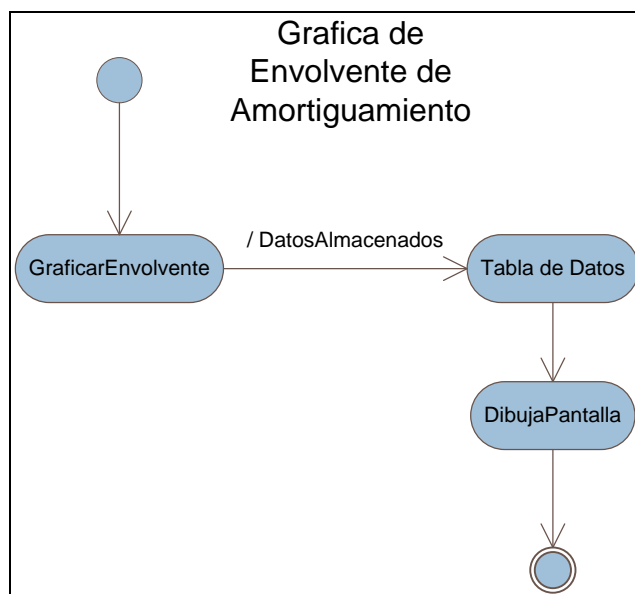 Grafica de
Envolvente de
Amortiguamiento
/ DatosAlmacenados
GraficarEnvolvente
Tabla de Datos
DibujaPantalla